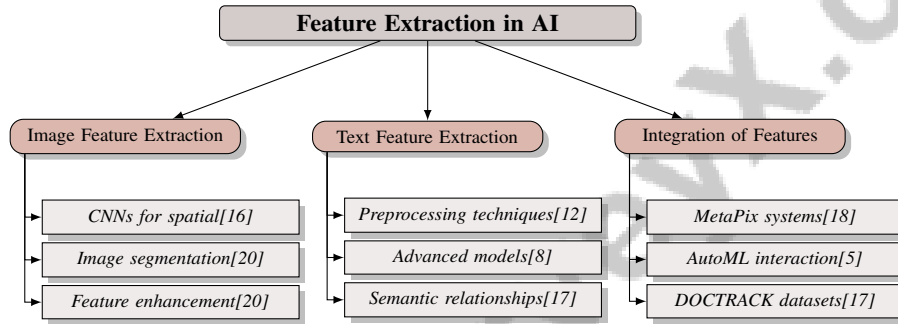 Feature Extraction in AI
Image Feature Extraction
Text Feature Extraction
Integration of Features
CNNs for spatial[16]
Preprocessing techniques[12]
MetaPix systems[18]
Image segmentation[20]
Advanced models[8]
AutoML interaction[5]
Feature enhancement[20]
Semantic relationships[17]
DOCTRACK datasets[17]